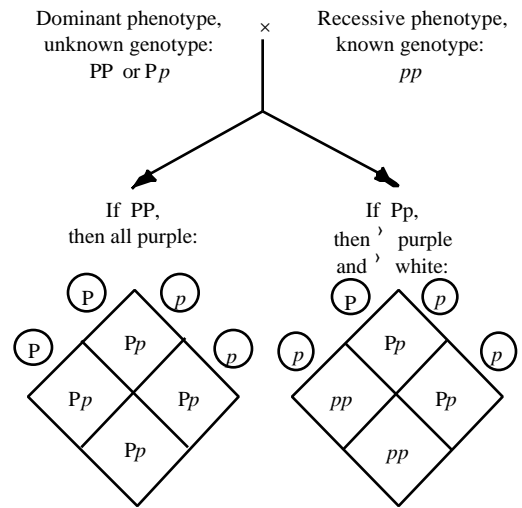 Dominant phenotype,
unknown genotype:
PP or Pp
×
Recessive phenotype,
known genotype:
pp
If PP,
then all purple:
If Pp,
then ’ purple
and ’ white:
P
p
P
p
Pp
Pp
Pp
Pp
P
p
p
p
Pp
pp
Pp
pp